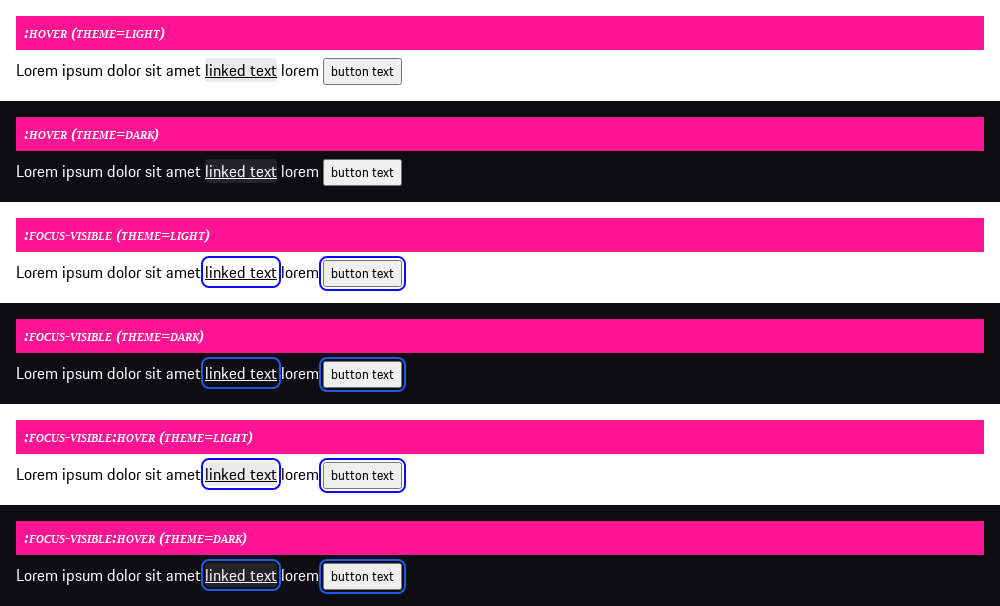 :hover (theme=light)
Lorem ipsum dolor sit amet linked text lorem button text
:hover (theme=dark)
Lorem ipsum dolor sit amet linked text lorem button text
:focus-visible (theme=light)
Lorem ipsum dolor sit amet linked text lorem button text
:focus-visible (theme=dark)
Lorem ipsum dolor sit amet linked text lorem button text
:focus-visible:hover (theme=light)
Lorem ipsum dolor sit amet linked text lorem button text
:focus-visible:hover (theme=dark)
Lorem ipsum dolor sit amet linked text lorem button text